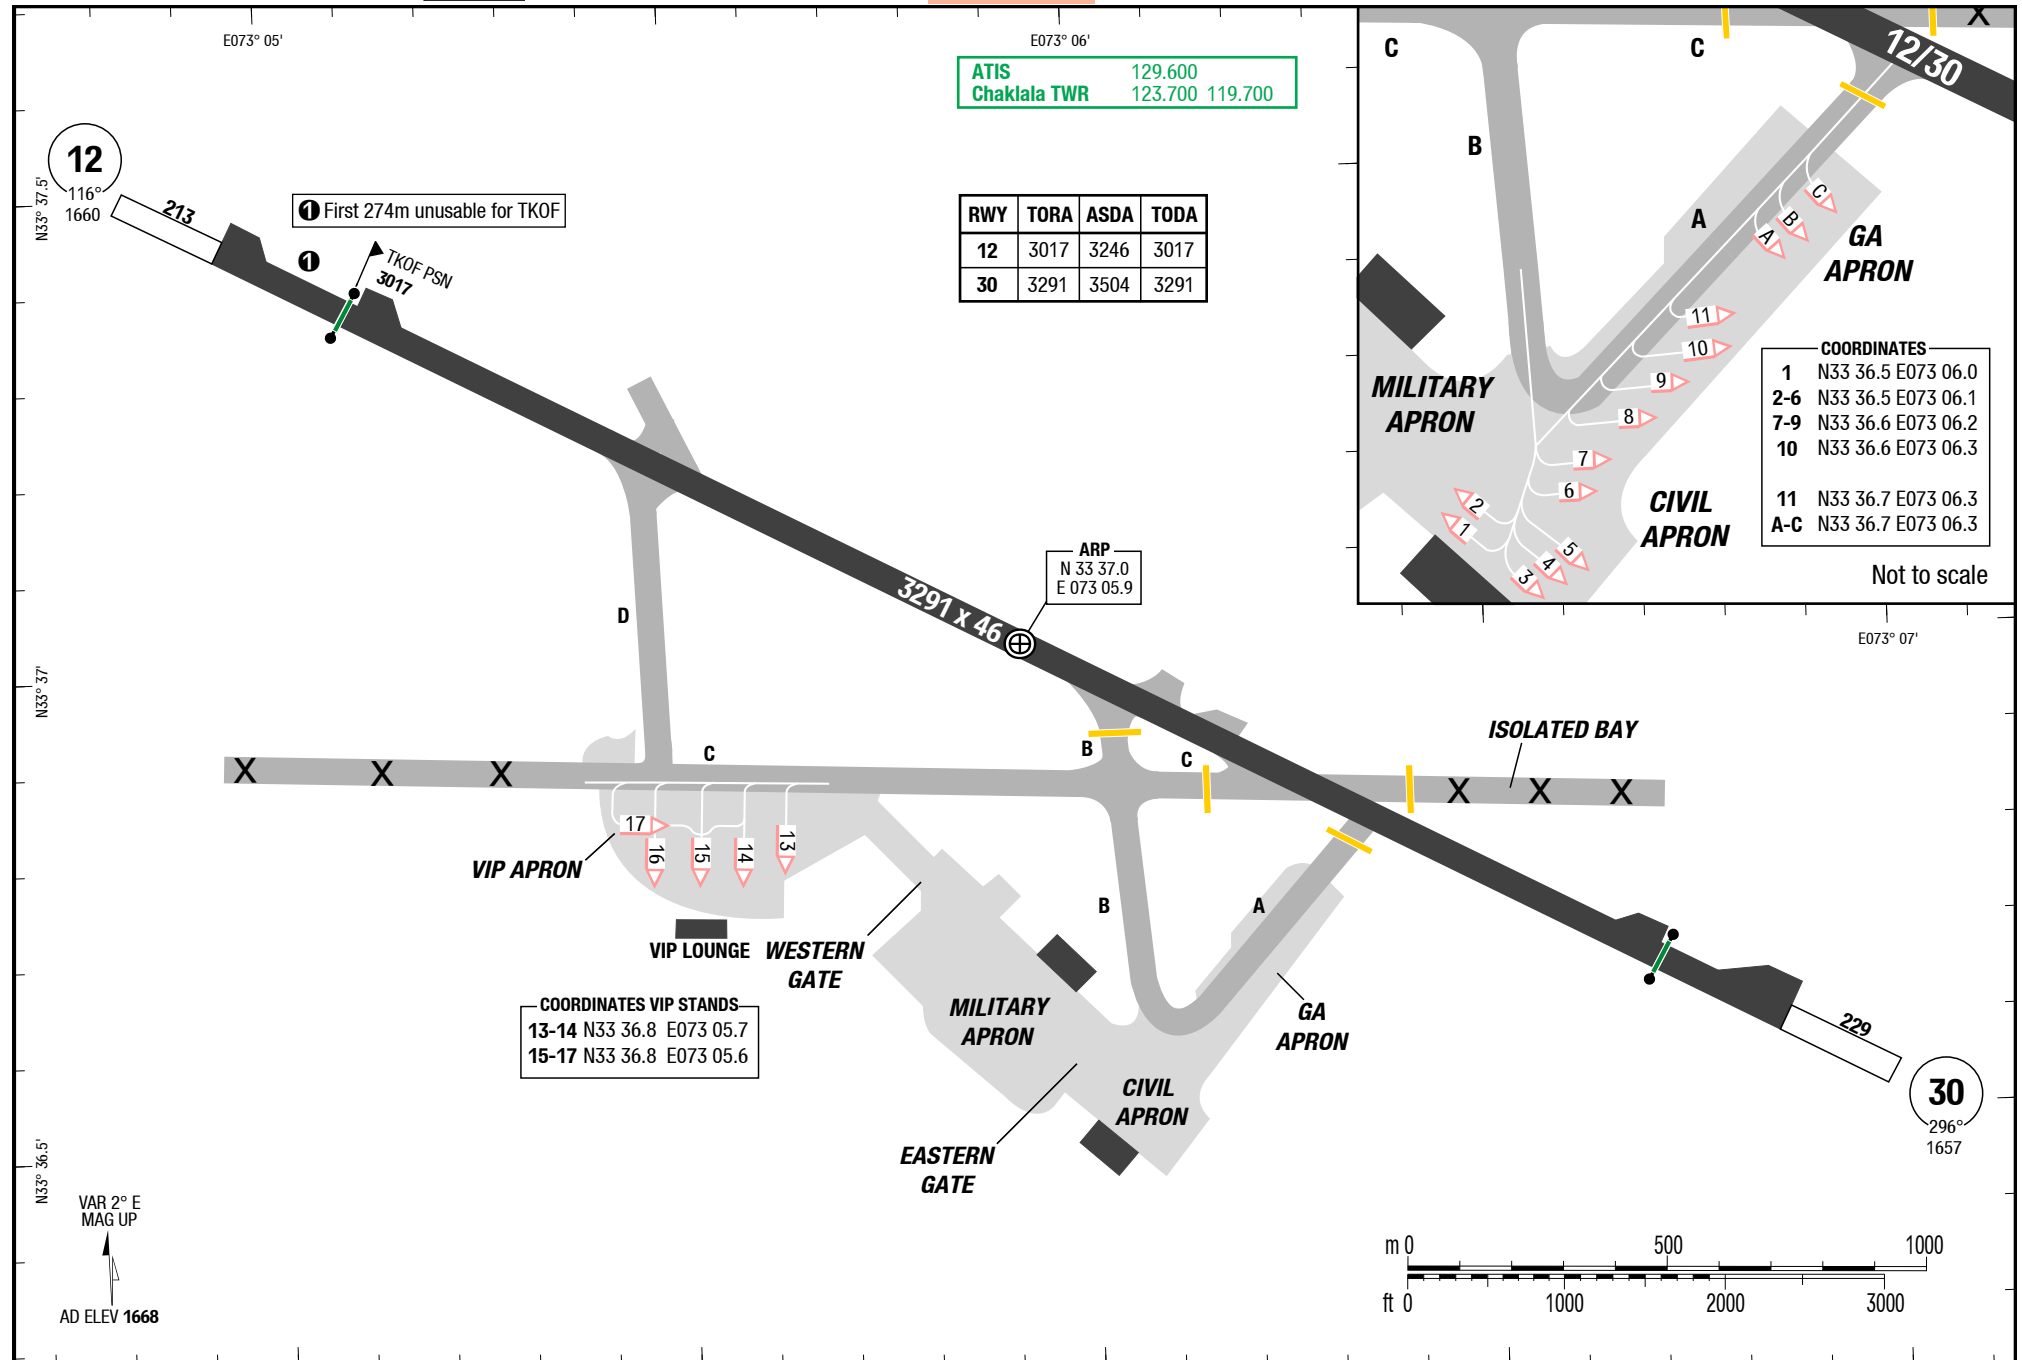 E073° 05'
E073° 06'
ATIS 129.600
Chaklala TWR 123.700 119.700
12
116°
1660
N33° 37.5'
213
❶ First 274m unusable for TKOF
❶
TKOF PSN
3017
RWY TORA ASDA TODA
12 3017 3246 3017
30 3291 3504 3291
X
C
C
12/30
B
A
C
B
A
GA
APRON
11
10
9
8
7
6
2
1
5
4
3
MILITARY
APRON
CIVIL
APRON
COORDINATES
1 N33 36.5 E073 06.0
2-6 N33 36.5 E073 06.1
7-9 N33 36.6 E073 06.2
10 N33 36.6 E073 06.3
11 N33 36.7 E073 06.3
A-C N33 36.7 E073 06.3
Not to scale
E073° 07'
ARP
N 33 37.0
E 073 05.9
3291 x 46
D
N33° 37'
ISOLATED BAY
C
B
C
X X X
X X X
17
16
15
14
13
VIP APRON
VIP LOUNGE
WESTERN
GATE
B
A
COORDINATES VIP STANDS
13-14 N33 36.8 E073 05.7
15-17 N33 36.8 E073 05.6
MILITARY
APRON
GA
APRON
CIVIL
APRON
EASTERN
GATE
229
30
296°
1657
N33° 36.5'
VAR 2° E
MAG UP
AD ELEV 1668
m 0 500 1000
ft 0 1000 2000 3000